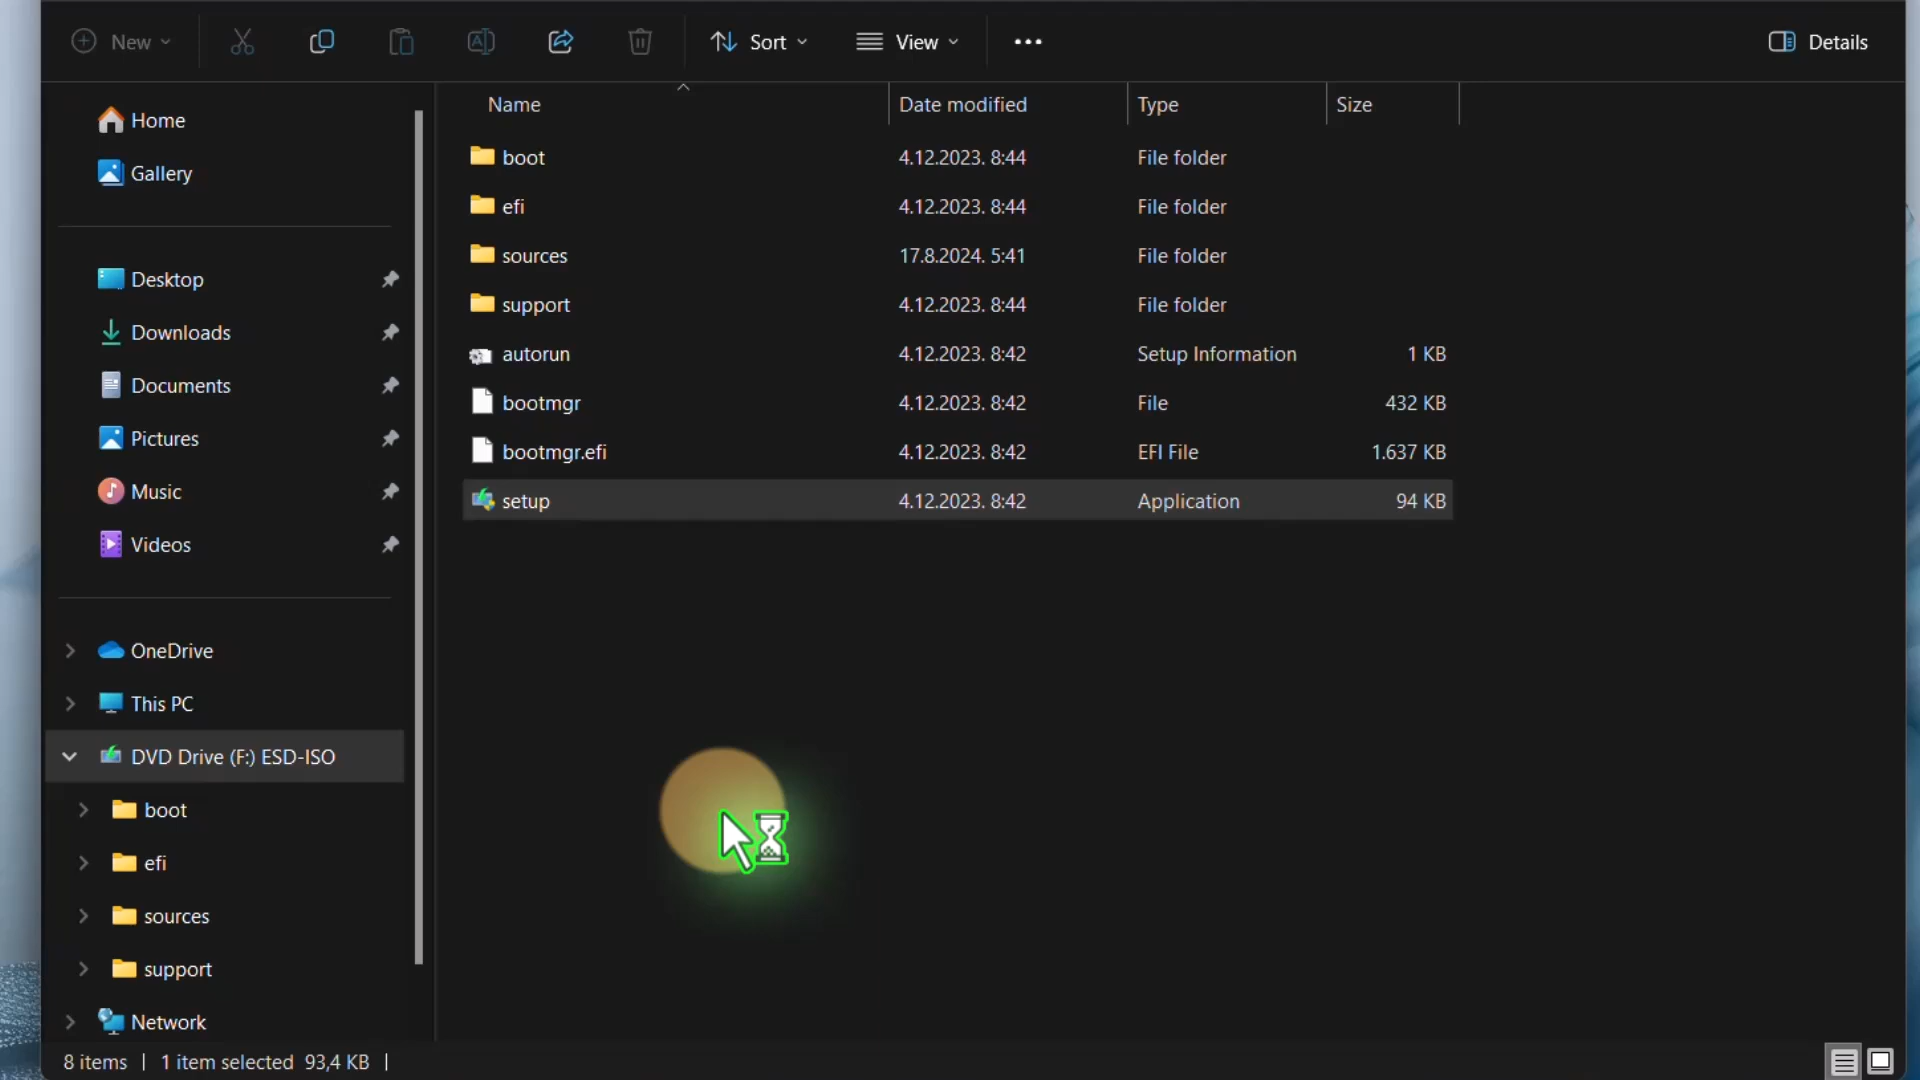 New
Sort
View
Details
Name Date modified Type Size
Home
Gallery
Desktop
Downloads
Documents
Pictures
Music
Videos
OneDrive
This PC
DVD Drive (F:) ESD-ISO
boot
efi
sources
support
Network
boot 4.12.2023. 8:44 File folder
efi 4.12.2023. 8:44 File folder
sources 17.8.2024. 5:41 File folder
support 4.12.2023. 8:44 File folder
autorun 4.12.2023. 8:42 Setup Information 1 KB
bootmgr 4.12.2023. 8:42 File 432 KB
bootmgr.efi 4.12.2023. 8:42 EFI File 1.637 KB
setup 4.12.2023. 8:42 Application 94 KB
8 items | 1 item selected 93,4 KB |